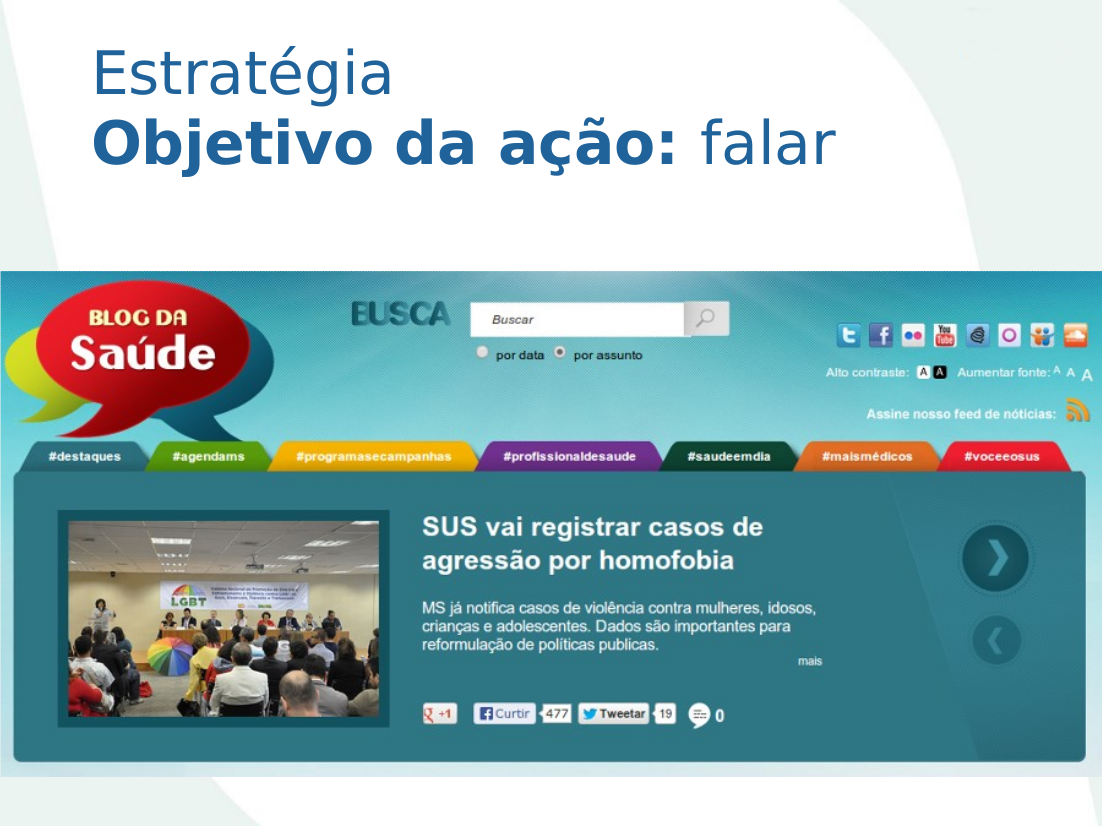 Estratégia
Objetivo da ação: falar
BLOG DA
Saúde
BUSCA
Buscar
por data
por assunto
You
Tube
Alto contraste: A A Aumentar fonte: A A A
Assine nosso feed de nóticias:
#destaques
#agendams
#programasecampanhas
#profissionaldesaude
#saudeemdia
#maismédicos
#voceeosus
LGBT
SUS vai registrar casos de
agressão por homofobia
MS já notifica casos de violência contra mulheres, idosos,
crianças e adolescentes. Dados são importantes para
reformulação de políticas publicas.
mais
+1
Curtir 477
Tweetar 19
0